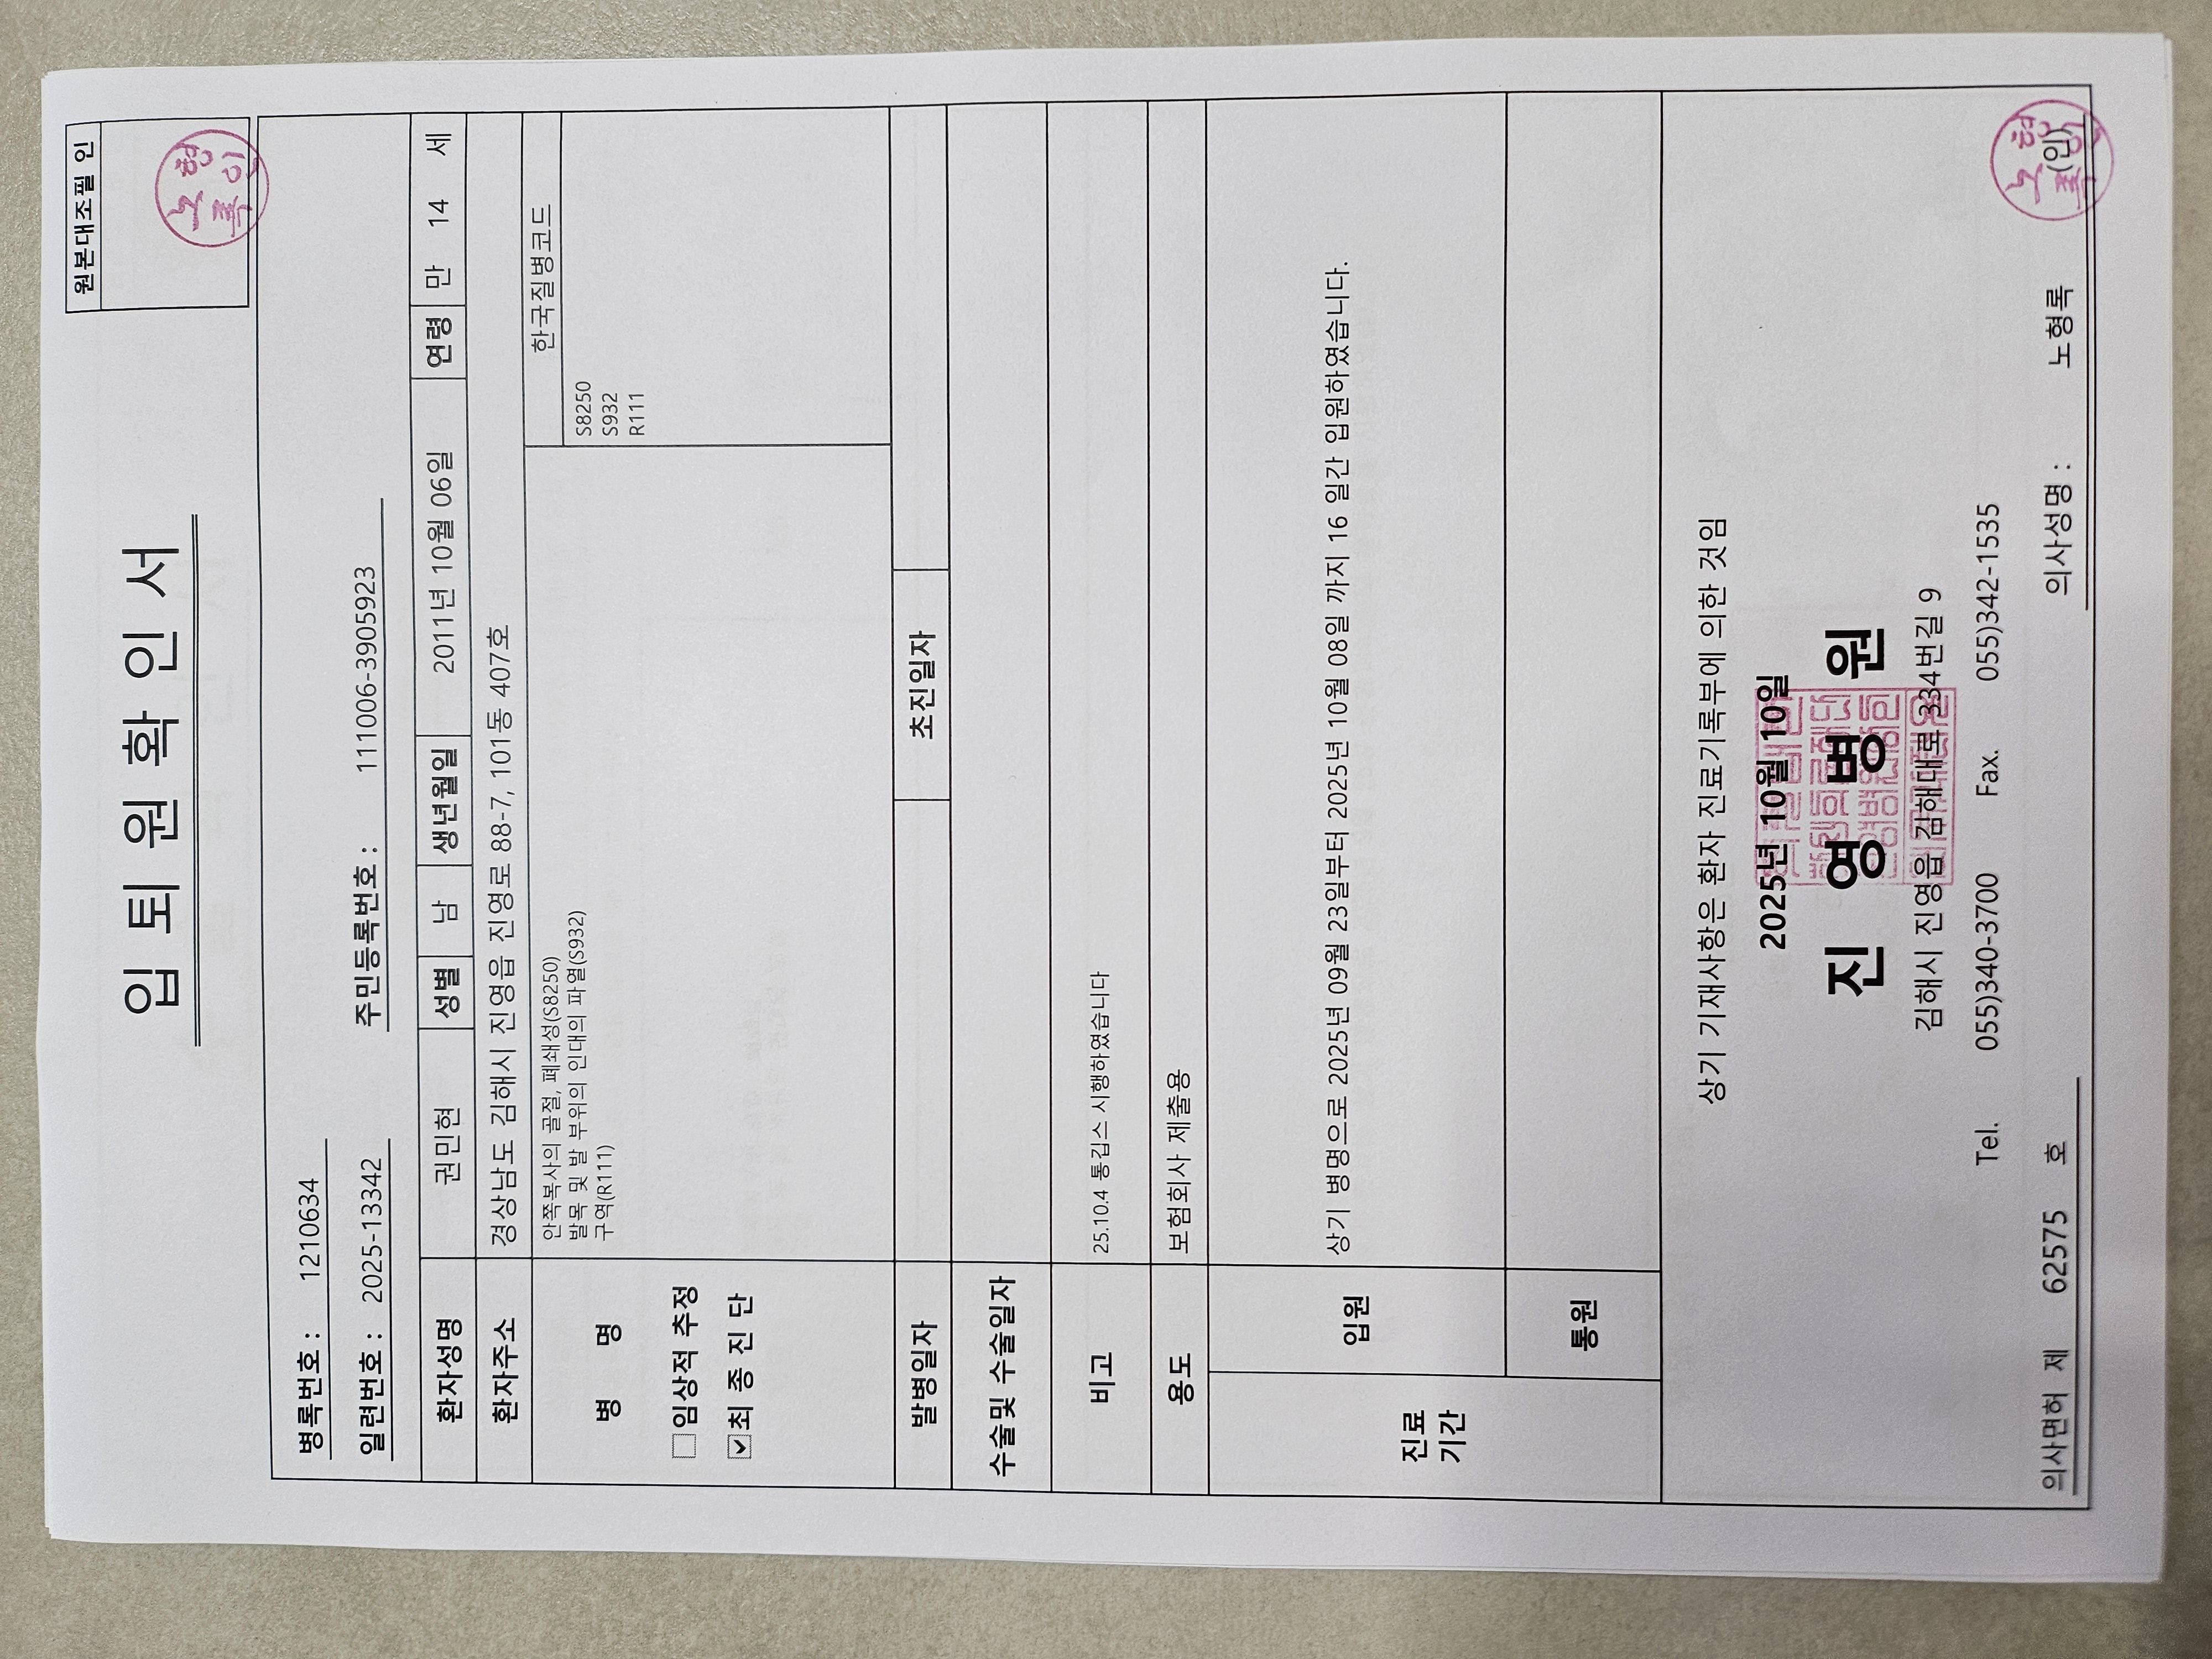 원본대조필 인
입퇴원확인서
병록번호 : 1210634
일련번호 : 2025-13342 주민등록번호 : 111006-3905923
환자성명 권민현 성별 남 생년월일 2011년 10월 06일 연령 만 14 세
환자주소 경상남도 김해시 진영읍 진영로 88-7, 101동 407호
병 명
임상적 추정
최 종 진 단
안쪽복사의 골절, 폐쇄성(S8250)
발목 및 발 부위의 인대의 파열(S932)
구역(R111)
한국질병코드
S8250
S932
R111
발병일자 초진일자
수술및 수술일자
비고 25.10.4 통깁스 시행하였습니다
용도 보험회사 제출용
진료
기간
입원 상기 병명으로 2025년 09월 23일부터 2025년 10월 08일 까지 16 일간 입원하였습니다.
통원
상기 기재사항은 환자 진료기록부에 의한 것임
2025년 10월 10일
진 영 병 원
김해시 진영읍 김해대로 334번길 9
Tel. 055)340-3700 Fax. 055)342-1535
의사면허 제 62575 호 의사성명 : 노형록 (인)